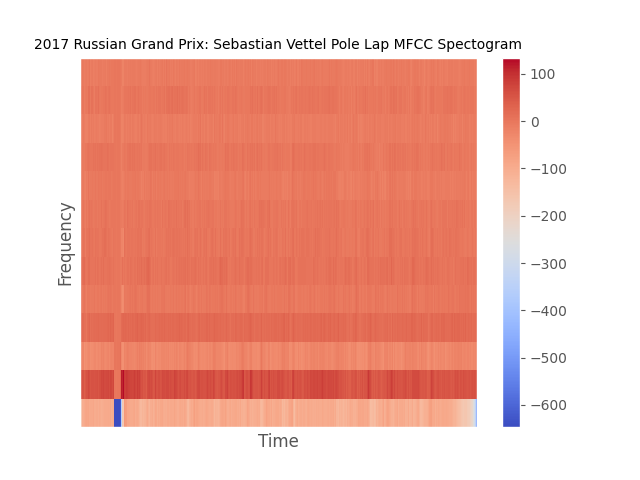 2017 Russian Grand Prix: Sebastian Vettel Pole Lap MFCC Spectogram
Frequency
Time
100
0
−100
−200
−300
−400
−500
−600